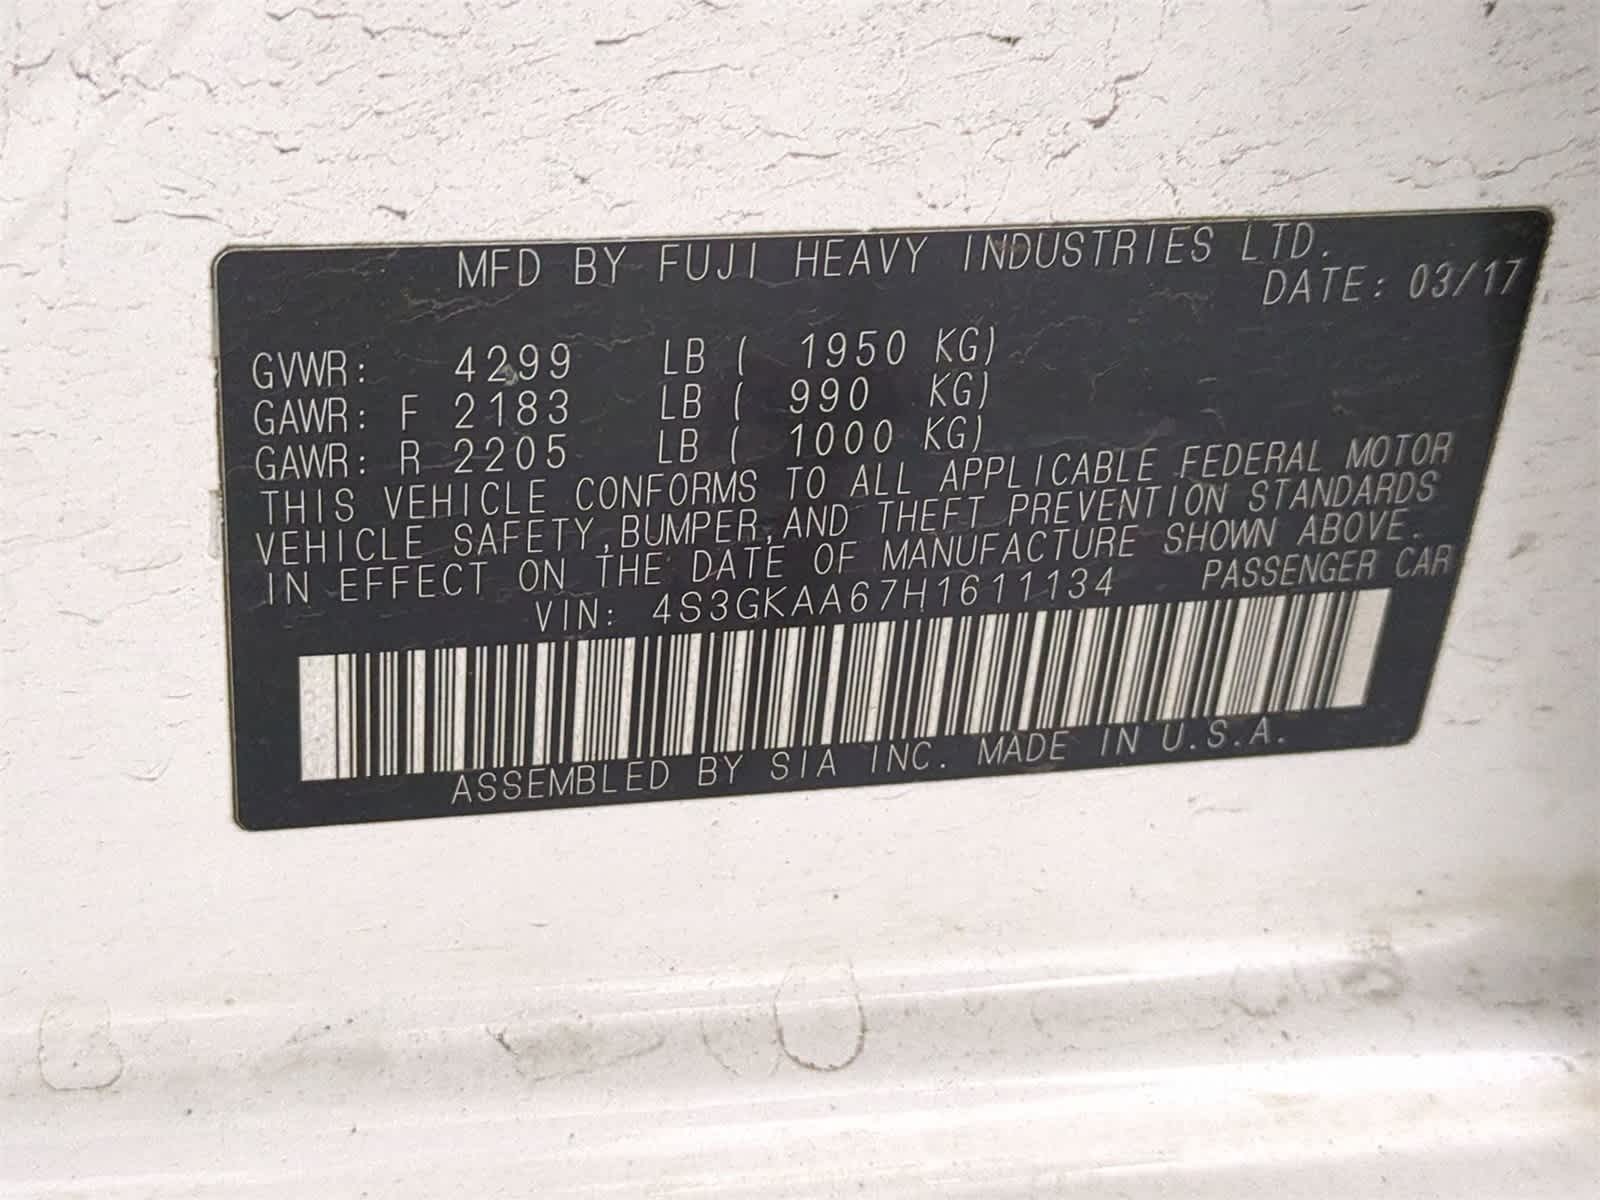 MFD BY FUJI HEAVY INDUSTRIES LTD.
DATE: 03/17
GVWR: 4299 LB ( 1950 KG)
GAWR: F 2183 LB ( 990 KG)
GAWR: R 2205 LB ( 1000 KG)
THIS VEHICLE CONFORMS TO ALL APPLICABLE FEDERAL MOTOR
VEHICLE SAFETY,BUMPER,AND THEFT PREVENTION STANDARDS
IN EFFECT ON THE DATE OF MANUFACTURE SHOWN ABOVE.
VIN: 4S3GKAA67H1611134 PASSENGER CAR
ASSEMBLED BY SIA INC. MADE IN U.S.A.